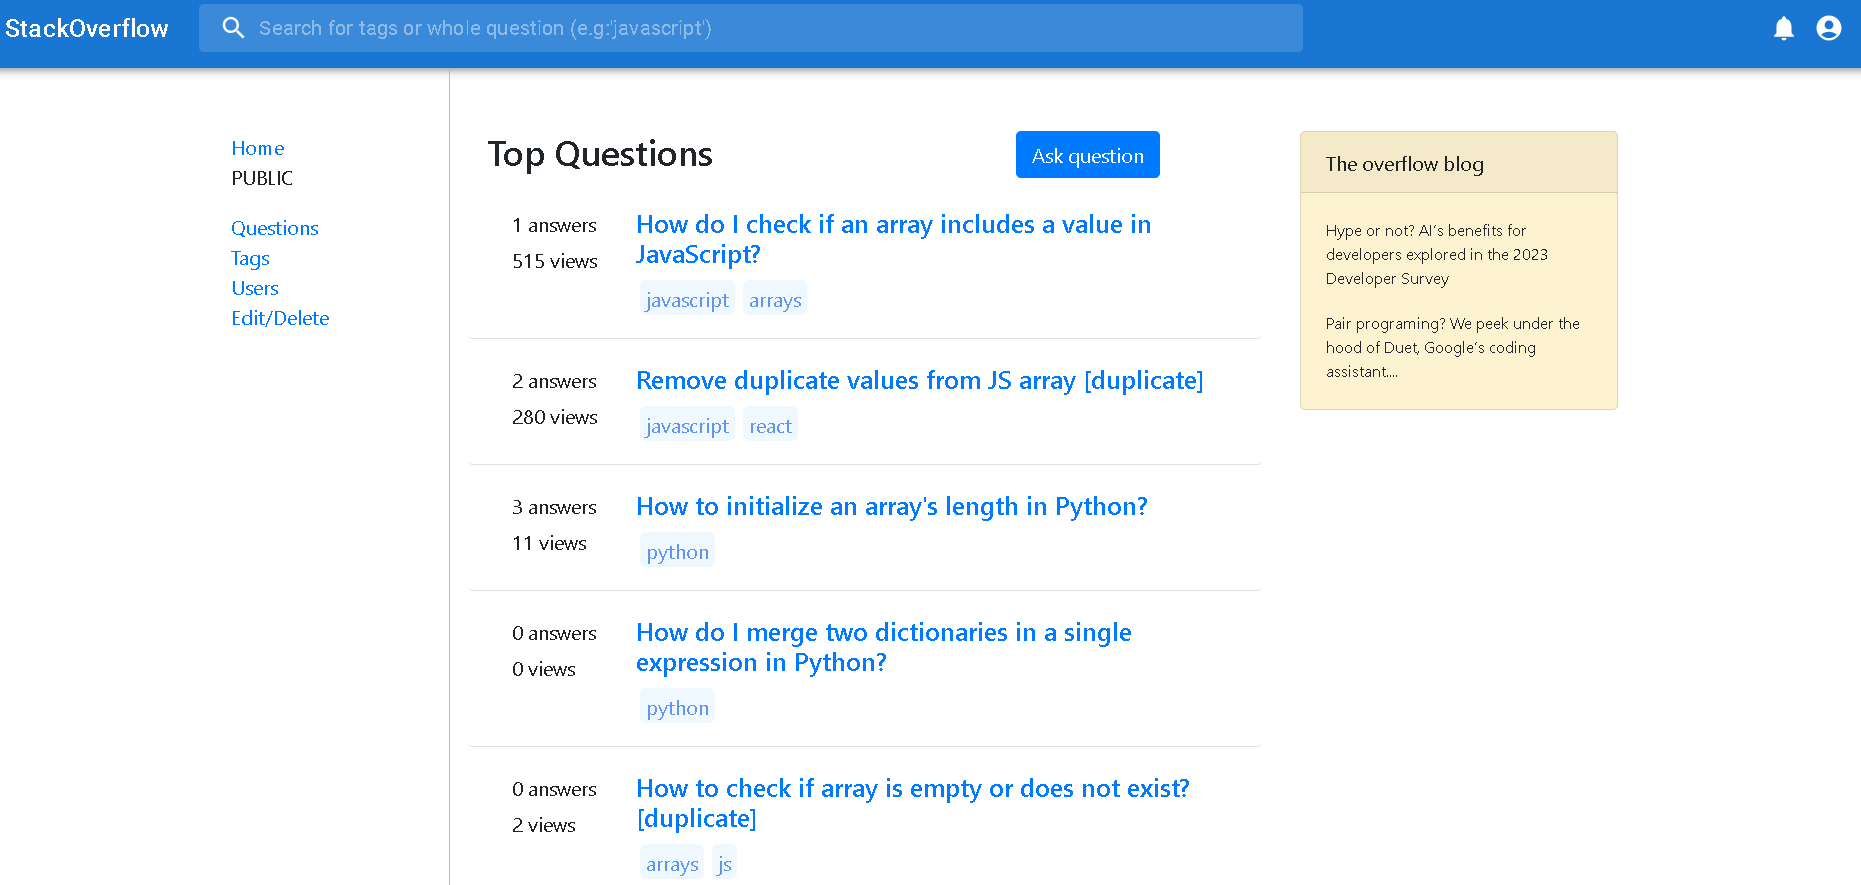 StackOverflow
Search for tags or whole question (e.g:'javascript')
Home
PUBLIC
Questions
Tags
Users
Edit/Delete
Top Questions
Ask question
1 answers
515 views
How do I check if an array includes a value in
JavaScript?
javascript arrays
2 answers
280 views
Remove duplicate values from JS array [duplicate]
javascript react
3 answers
11 views
How to initialize an array's length in Python?
python
0 answers
0 views
How do I merge two dictionaries in a single
expression in Python?
python
0 answers
2 views
How to check if array is empty or does not exist?
[duplicate]
arrays js
The overflow blog
Hype or not? AI's benefits for
developers explored in the 2023
Developer Survey
Pair programing? We peek under the
hood of Duet, Google's coding
assistant....